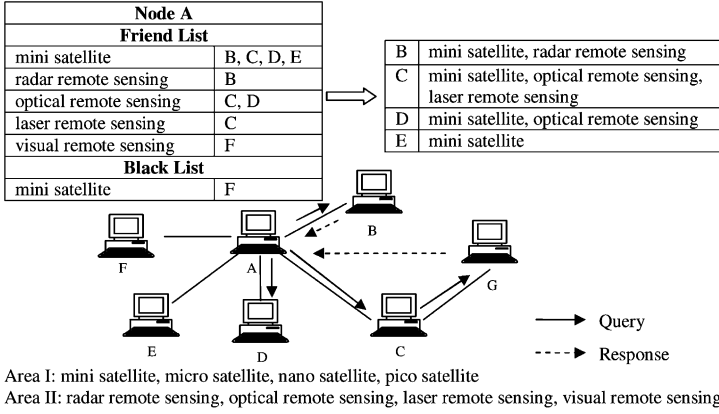 Node A
Friend List
mini satellite B, C, D, E
radar remote sensing B
optical remote sensing C, D
laser remote sensing C
visual remote sensing F
Black List
mini satellite F
B mini satellite, radar remote sensing
C mini satellite, optical remote sensing,
laser remote sensing
D mini satellite, optical remote sensing
E mini satellite
B
F
A
G
E
D
C
Query
Response
Area I: mini satellite, micro satellite, nano satellite, pico satellite
Area II: radar remote sensing, optical remote sensing, laser remote sensing, visual remote sensing